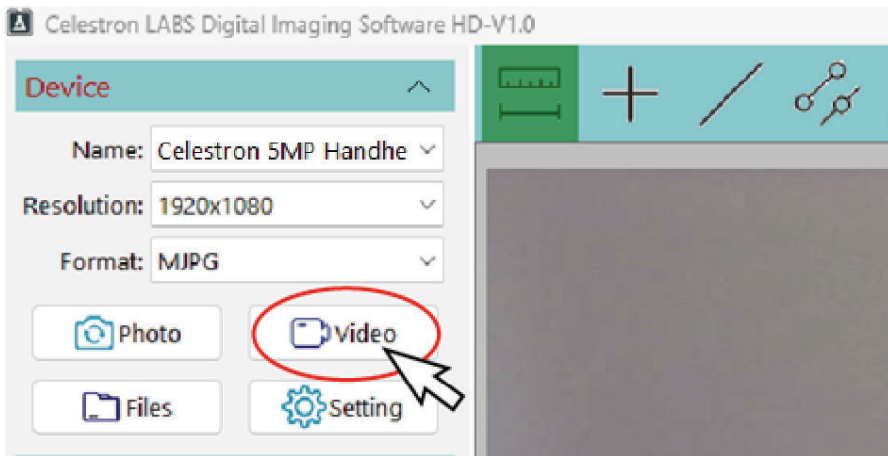 Celestron LABS Digital Imaging Software HD-V1.0
Device
Name: Celestron 5MP Handhe
Resolution: 1920x1080
Format: MJPG
Photo Video
Files Setting